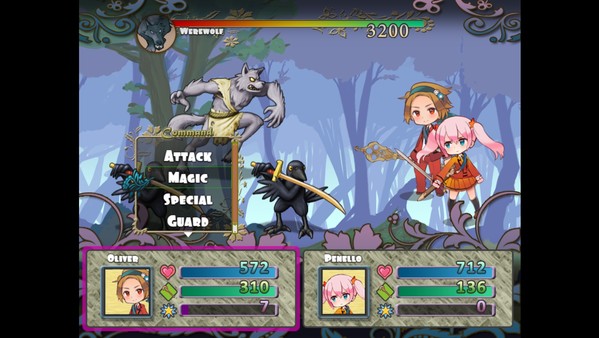 Werewolf
3200
Command
Attack
Magic
Special
Guard
Oliver
572
310
7
Penello
712
136
0